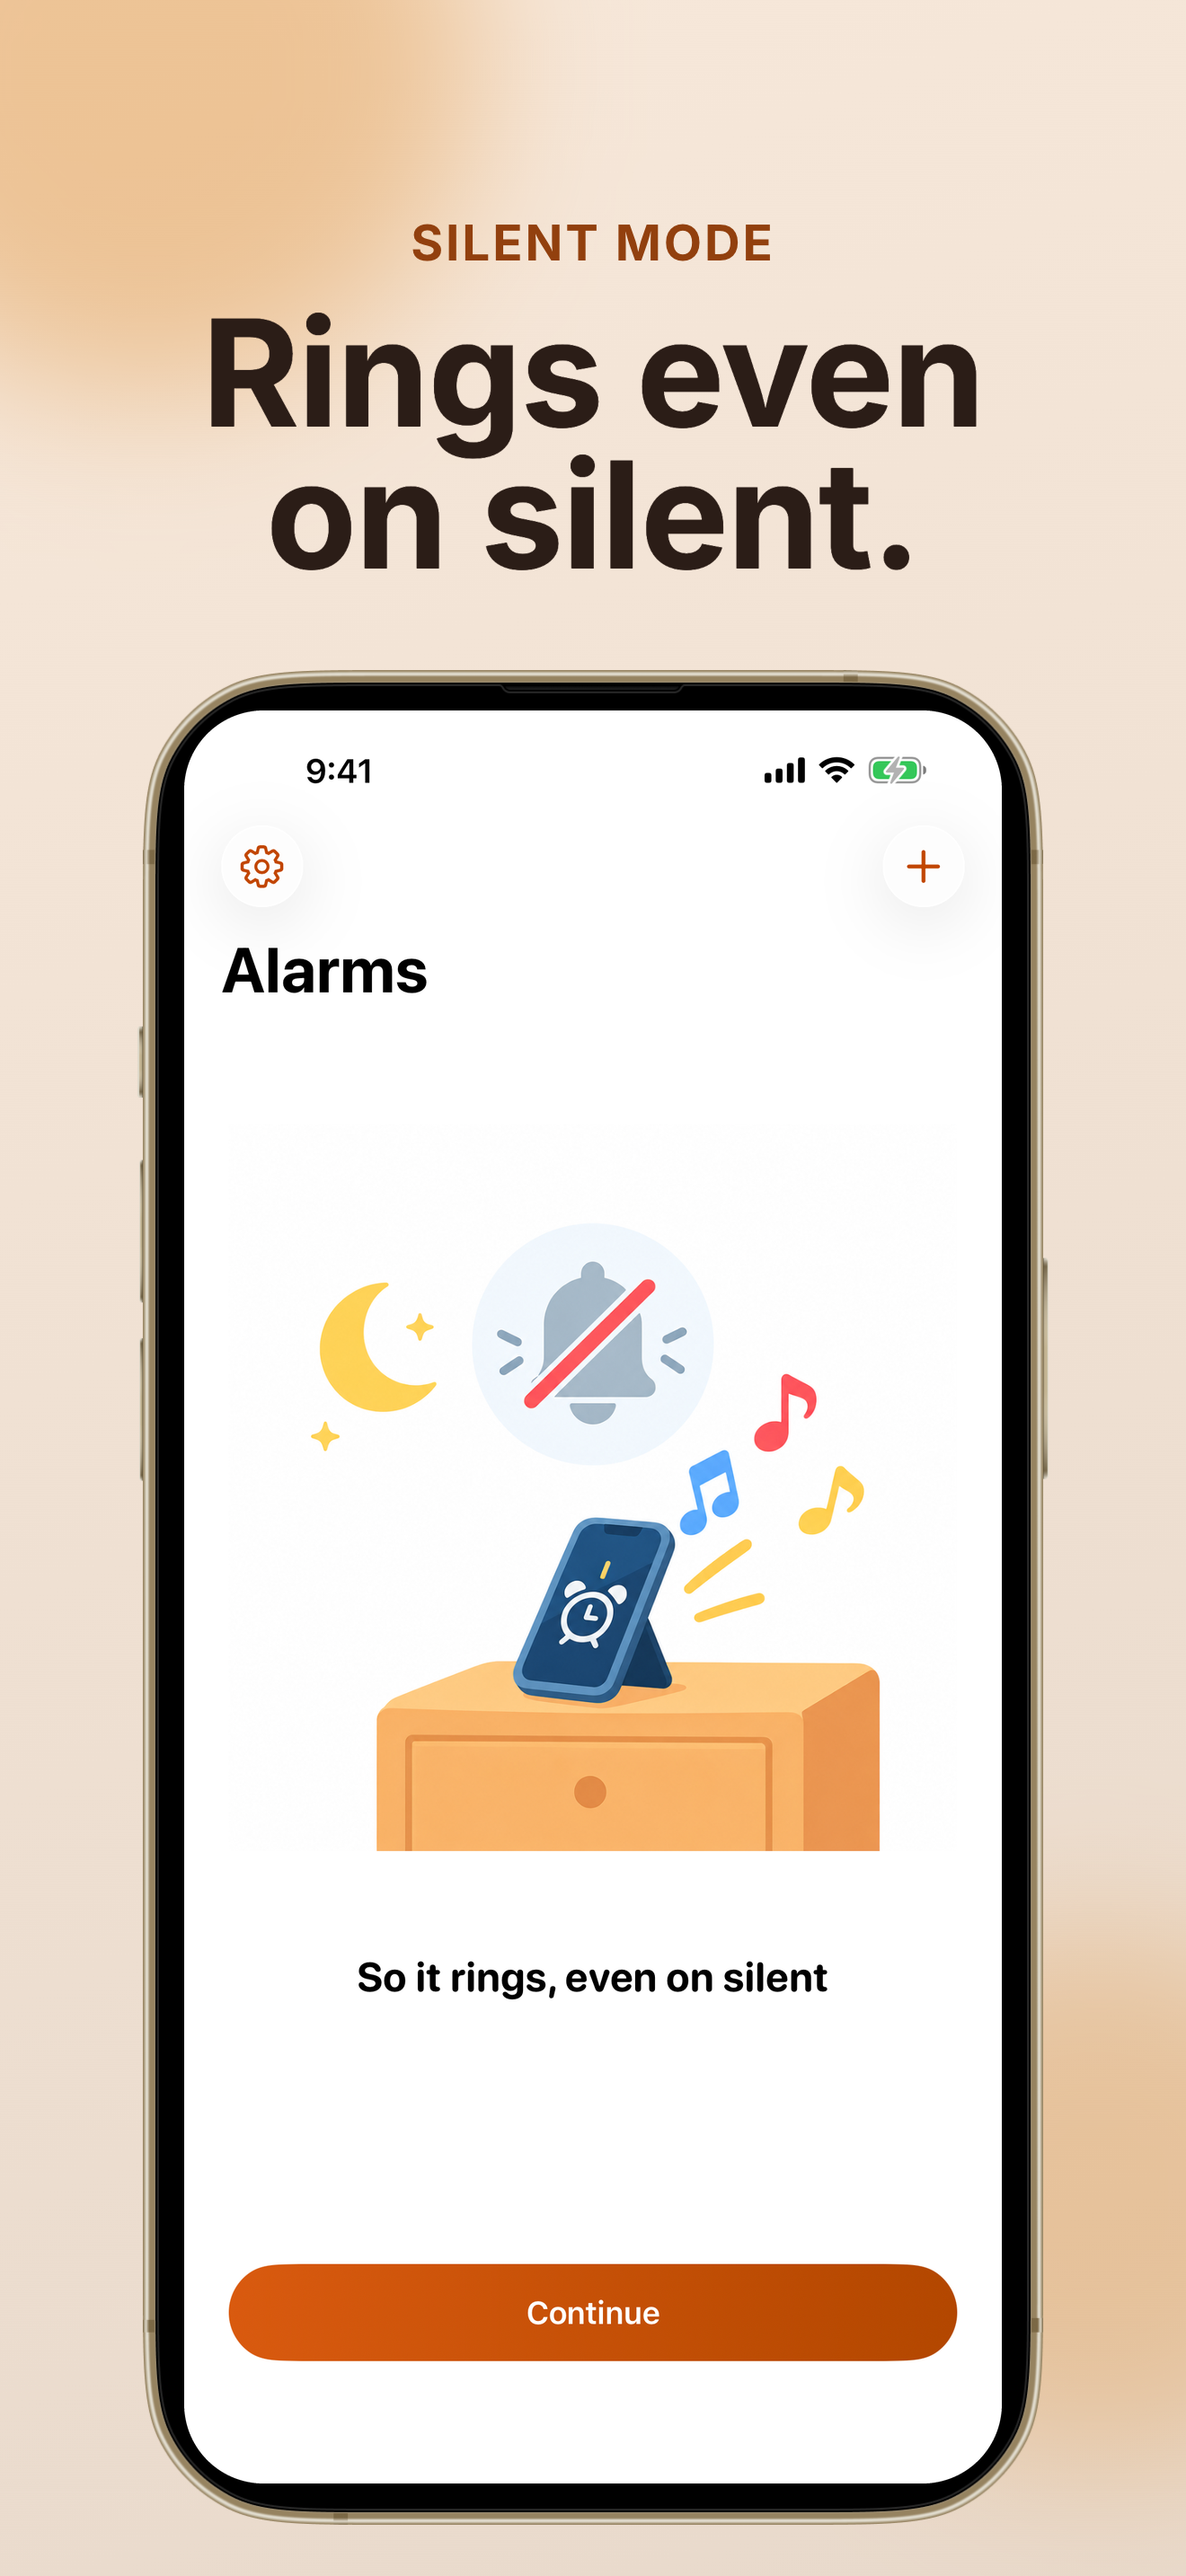 SILENT MODE
Rings even
on silent.
9:41
Alarms
So it rings, even on silent
Continue